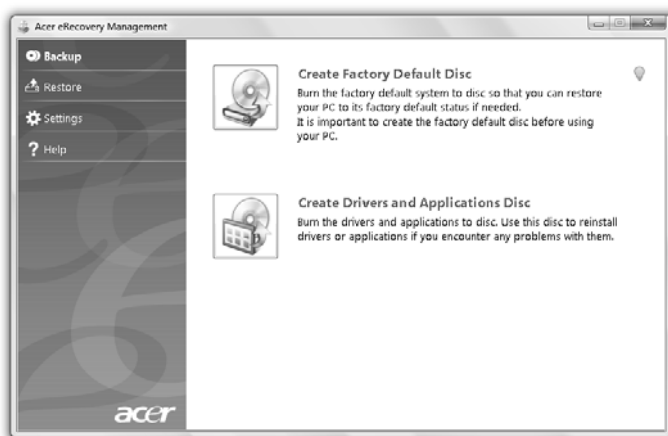 Acer eRecovery Management
Backup
Restore
Settings
? Help
Create Factory Default Disc
Burn the factory default system to disc so that you can restore
your PC to its factory default status if needed.
It is important to create the factory default disc before using
your PC.
Create Drivers and Applications Disc
Burn the drivers and applications to disc. Use this disc to reinstall
drivers or applications if you encounter any problems with them.
acer